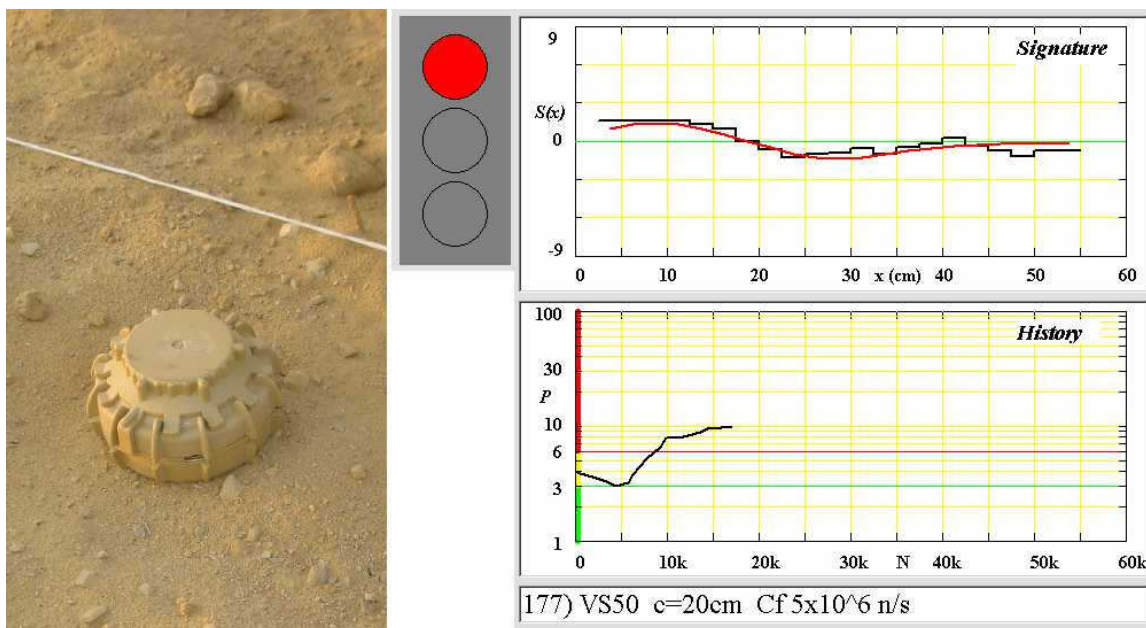 Signature
9
S(x)
0
-9
0 10 20 30 x (cm) 40 50 60
History
100
30
P
10
6
3
1
0 10k 20k 30k N 40k 50k 60k
177) VS50 c=20cm Cf 5x10^6 n/s